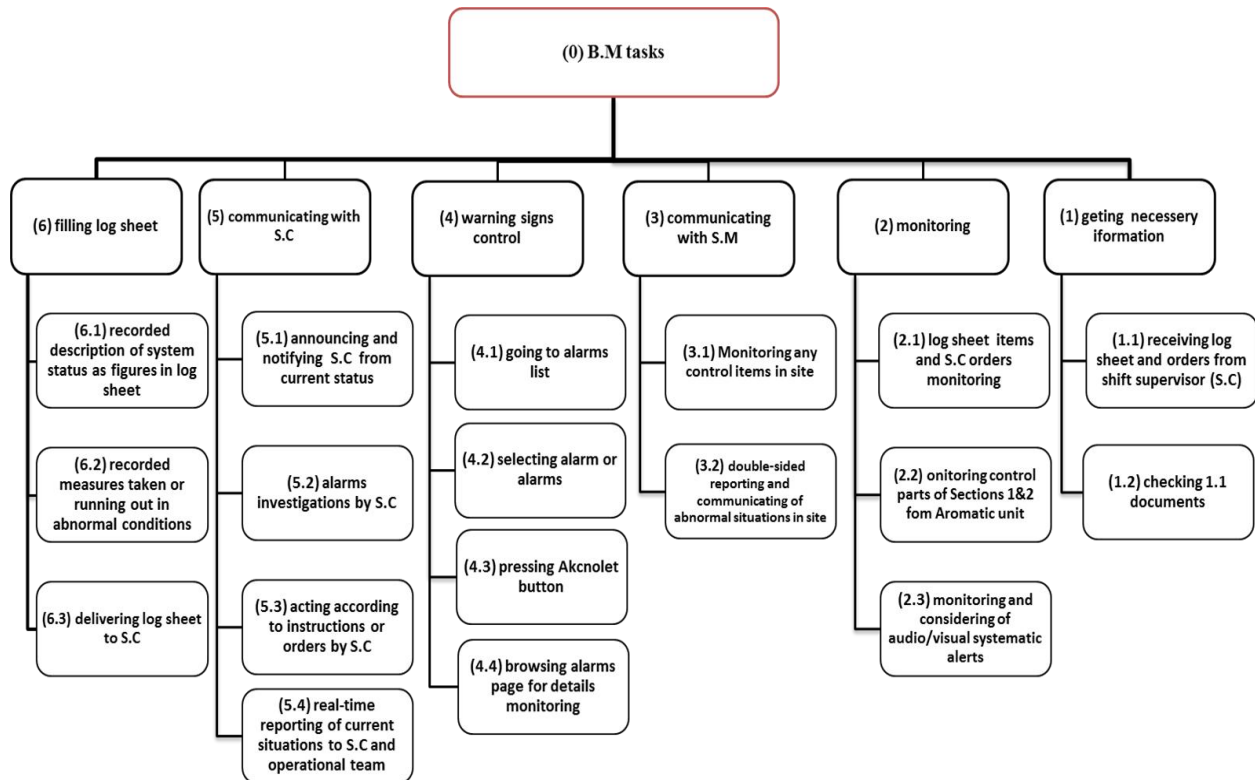 (0) B.M tasks
(6) filling log sheet
(5) communicating with
S.C
(4) warning signs
control
(3) communicating
with S.M
(2) monitoring
(1) geting necessery
iformation
(6.1) recorded
description of system
status as figures in log
sheet
(6.2) recorded
measures taken or
running out in
abnormal conditions
(6.3) delivering log sheet
to S.C
(5.1) announcing and
notifying S.C from
current status
(5.2) alarms
investigations by S.C
(5.3) acting according
to instructions or
orders by S.C
(5.4) real-time
reporting of current
situations to S.C and
operational team
(4.1) going to alarms
list
(4.2) selecting alarm or
alarms
(4.3) pressing Akcnolet
button
(4.4) browsing alarms
page for details
monitoring
(3.1) Monitoring any
control items in site
(3.2) double-sided
reporting and
communicating of
abnormal situations in site
(2.1) log sheet items
and S.C orders
monitoring
(2.2) onitoring control
parts of Sections 1&2
fom Aromatic unit
(2.3) monitoring and
considering of
audio/visual systematic
alerts
(1.1) receiving log
sheet and orders from
shift supervisor (S.C)
(1.2) checking 1.1
documents